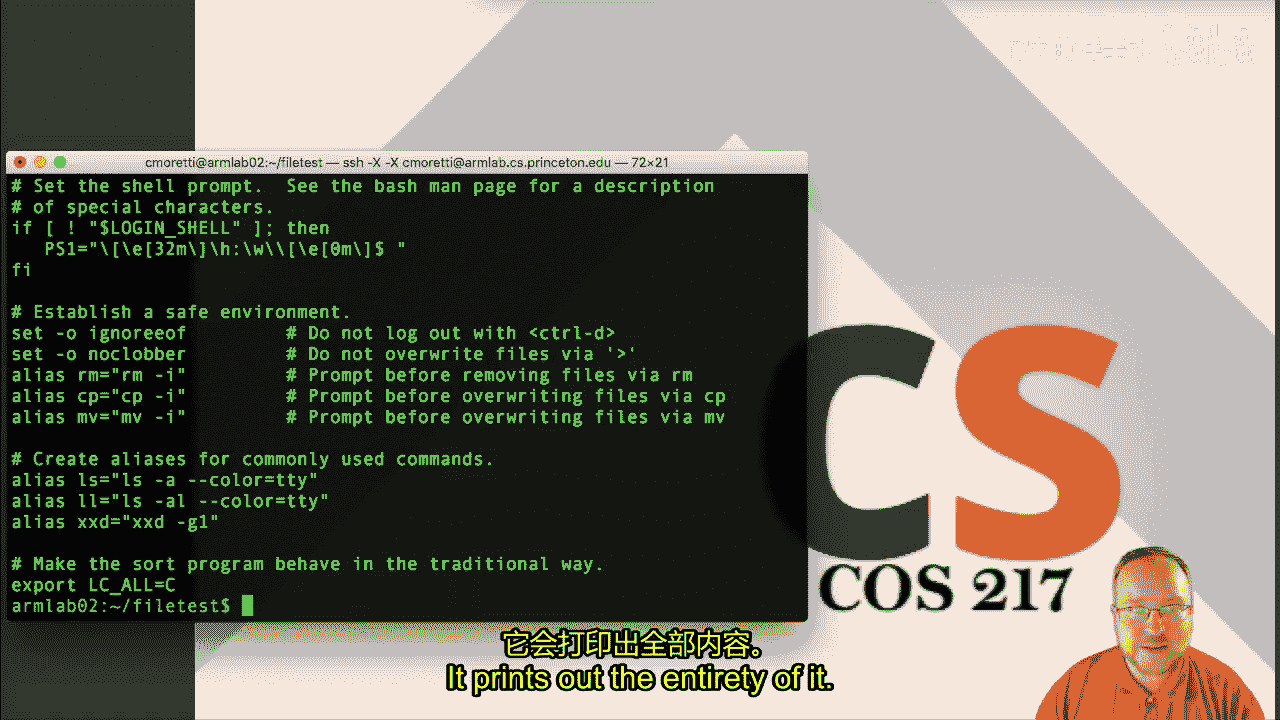 cmoretti@armlab02:~/filetest — ssh -X -X cmoretti@armlab.cs.princeton.edu — 72×21
# Set the shell prompt.  See the bash man page for a description
# of special characters.
if [ ! "$LOGIN_SHELL" ]; then
   PS1="\[\e[32m\]\h:\w\\[\e[0m\]$ "
fi

# Establish a safe environment.
set -o ignoreeof         # Do not log out with <ctrl-d>
set -o noclobber         # Do not overwrite files via '>'
alias rm="rm -i"         # Prompt before removing files via rm
alias cp="cp -i"         # Prompt before overwriting files via cp
alias mv="mv -i"         # Prompt before overwriting files via mv

# Create aliases for commonly used commands.
alias ls="ls -a --color=tty"
alias ll="ls -al --color=tty"
alias xxd="xxd -g1"

# Make the sort program behave in the traditional way.
export LC_ALL=C
armlab02:~/filetest$
CS
COS 217
它会打印出全部内容。
It prints out the entirety of it.